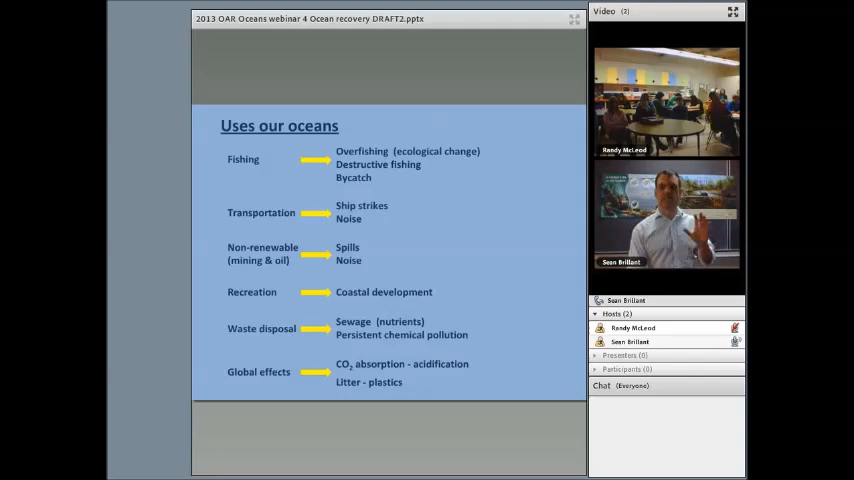 2013 OAR Oceans webinar 4 Ocean recovery DRAFT2.pptx
Uses our oceans
Fishing
Overfishing (ecological change)
Destructive fishing
Bycatch
Transportation
Ship strikes
Noise
Non-renewable
(mining & oil)
Spills
Noise
Recreation
Coastal development
Waste disposal
Sewage (nutrients)
Persistent chemical pollution
Global effects
CO2 absorption - acidification
Litter - plastics
Video (2)
Randy McLeod
Sean Brillant
Sean Brillant
Hosts (2)
Randy McLeod
Sean Brillant
Presenters (0)
Participants (0)
Chat (Everyone)